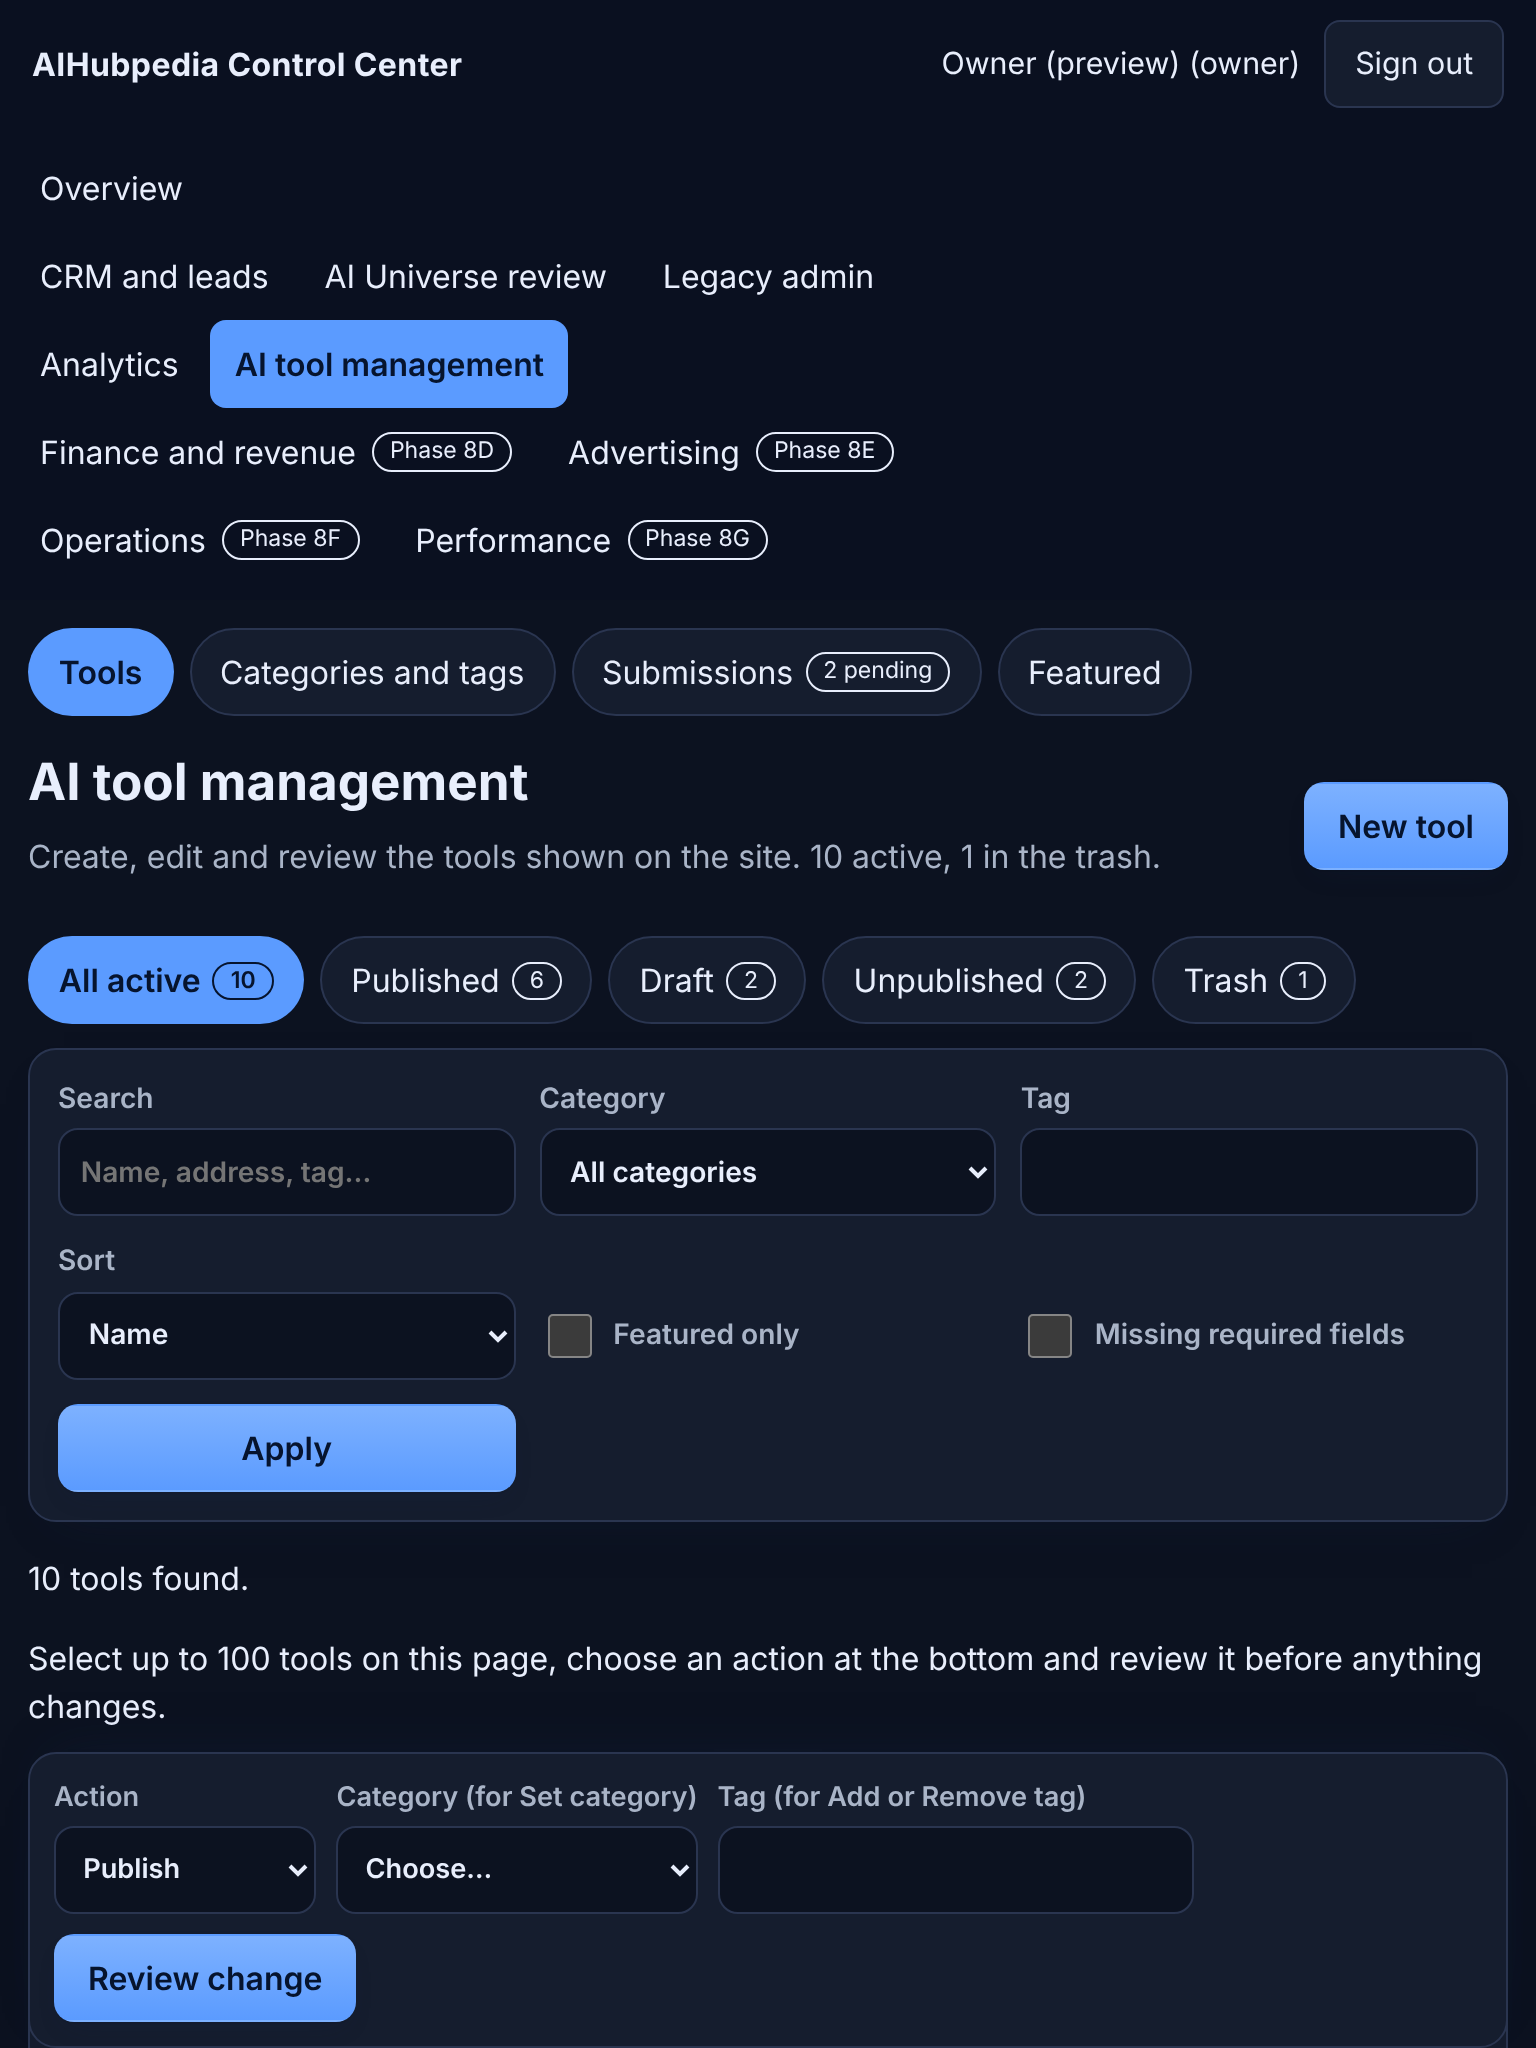 AIHubpedia Control Center
Owner (preview) (owner)
Sign out
Overview
CRM and leads
AI Universe review
Legacy admin
Analytics
AI tool management
Finance and revenue
Phase 8D
Advertising
Phase 8E
Operations
Phase 8F
Performance
Phase 8G
Tools
Categories and tags
Submissions
2 pending
Featured
AI tool management
Create, edit and review the tools shown on the site. 10 active, 1 in the trash.
New tool
All active 10
Published 6
Draft 2
Unpublished 2
Trash 1
Search
Category
Tag
Name, address, tag...
All categories
Sort
Name
Featured only
Missing required fields
Apply
10 tools found.
Select up to 100 tools on this page, choose an action at the bottom and review it before anything
changes.
Action
Category (for Set category)
Tag (for Add or Remove tag)
Publish
Choose...
Review change